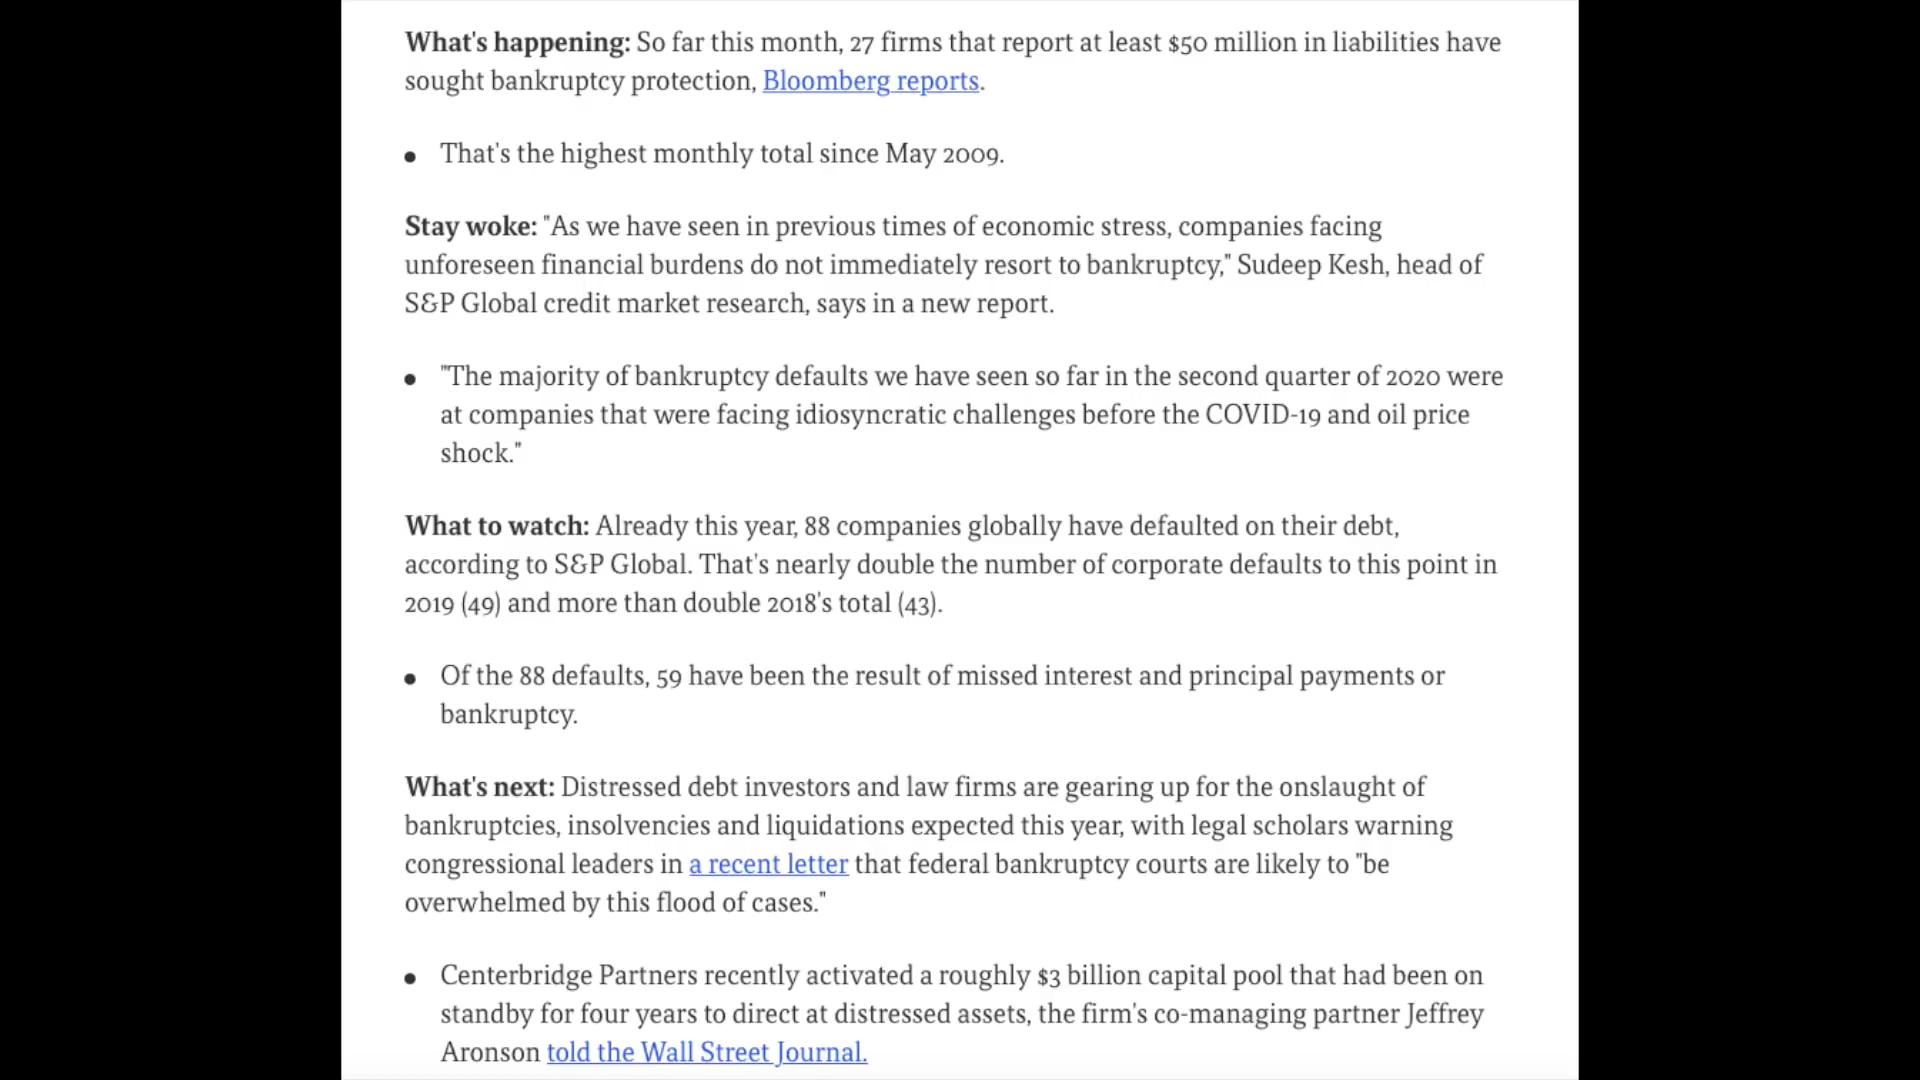 What's happening: So far this month, 27 firms that report at least $50 million in liabilities have
sought bankruptcy protection, Bloomberg reports.
• That's the highest monthly total since May 2009.
Stay woke: "As we have seen in previous times of economic stress, companies facing
unforeseen financial burdens do not immediately resort to bankruptcy," Sudeep Kesh, head of
S&P Global credit market research, says in a new report.
• "The majority of bankruptcy defaults we have seen so far in the second quarter of 2020 were
at companies that were facing idiosyncratic challenges before the COVID-19 and oil price
shock."
What to watch: Already this year, 88 companies globally have defaulted on their debt,
according to S&P Global. That's nearly double the number of corporate defaults to this point in
2019 (49) and more than double 2018's total (43).
• Of the 88 defaults, 59 have been the result of missed interest and principal payments or
bankruptcy.
What's next: Distressed debt investors and law firms are gearing up for the onslaught of
bankruptcies, insolvencies and liquidations expected this year, with legal scholars warning
congressional leaders in a recent letter that federal bankruptcy courts are likely to "be
overwhelmed by this flood of cases."
• Centerbridge Partners recently activated a roughly $3 billion capital pool that had been on
standby for four years to direct at distressed assets, the firm's co-managing partner Jeffrey
Aronson told the Wall Street Journal.